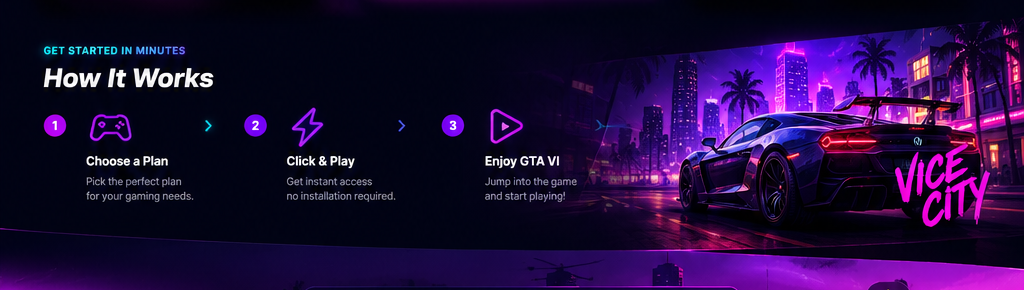 GET STARTED IN MINUTES
How It Works
1
Choose a Plan
Pick the perfect plan
for your gaming needs.
2
Click & Play
Get instant access
no installation required.
3
Enjoy GTA VI
Jump into the game
and start playing!
VICE
CITY